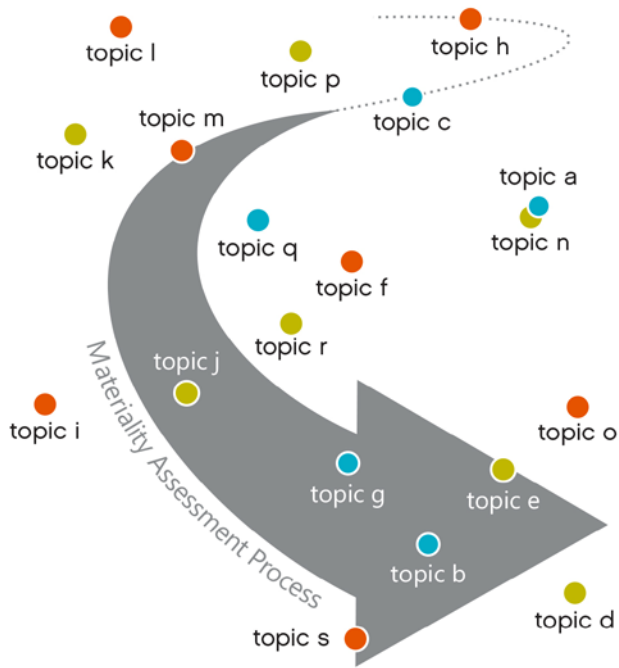 topic l
topic p
topic h
topic m
topic c
topic k
topic a
topic q
topic n
topic f
topic r
topic j
topic i
topic o
Materiality Assessment Process
topic g
topic e
topic b
topic d
topic s